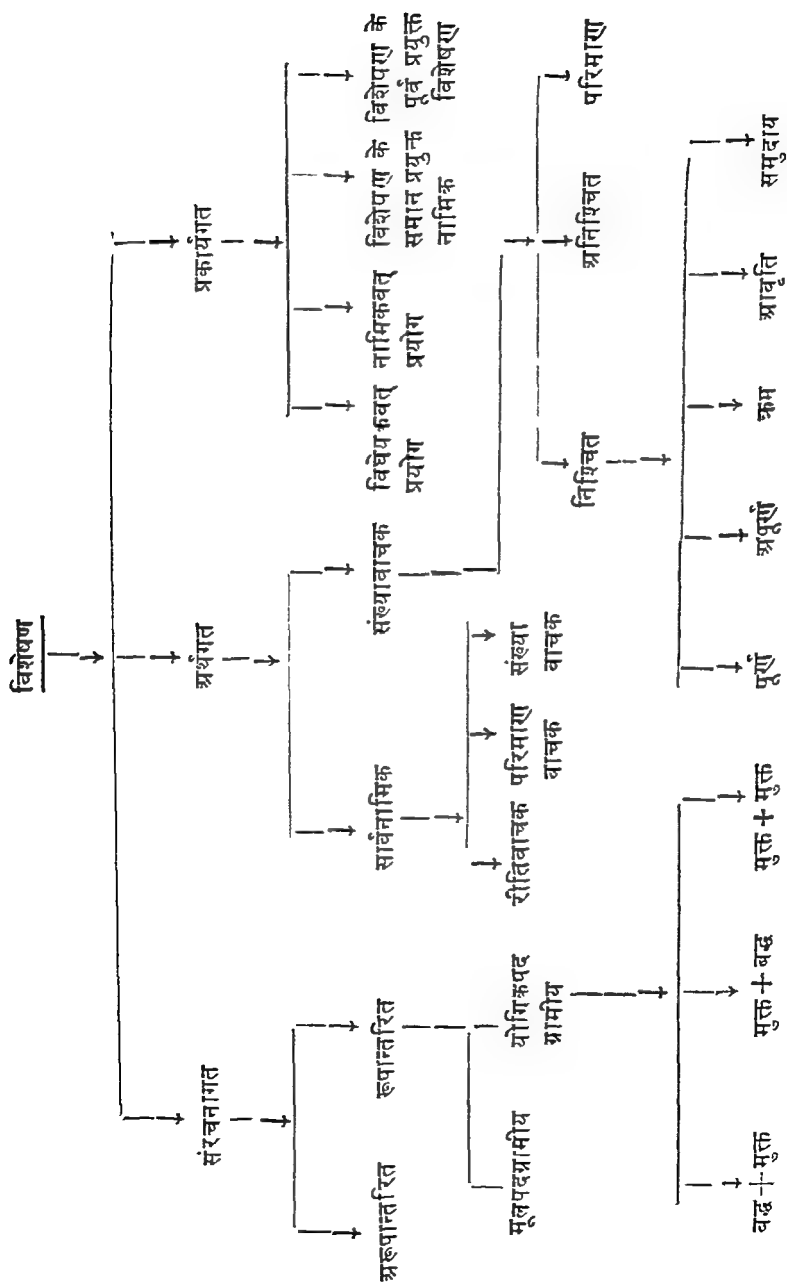 विशेषण
संरचनागत
अर्थगत
प्रकार्यगत
अरूपान्तरित
रूपान्तरित
सार्वनामिक
संख्यावाचक
विधेयकवत् प्रयोग
नामिकवत् प्रयोग
विशेषण के समान प्रयुक्त नामिक
विशेषण के पूर्व प्रयुक्त विशेषण
मूलपदग्रामीय
योगिकपद ग्रामीय
रीतिवाचक
परिमाण वाचक
संख्या वाचक
निश्चित
अनिश्चित
परिमाण
बद्ध+मुक्त
मुक्त+बद्ध
मुक्त+मुक्त
पूर्ण
अपूर्ण
क्रम
आवृति
समुदाय